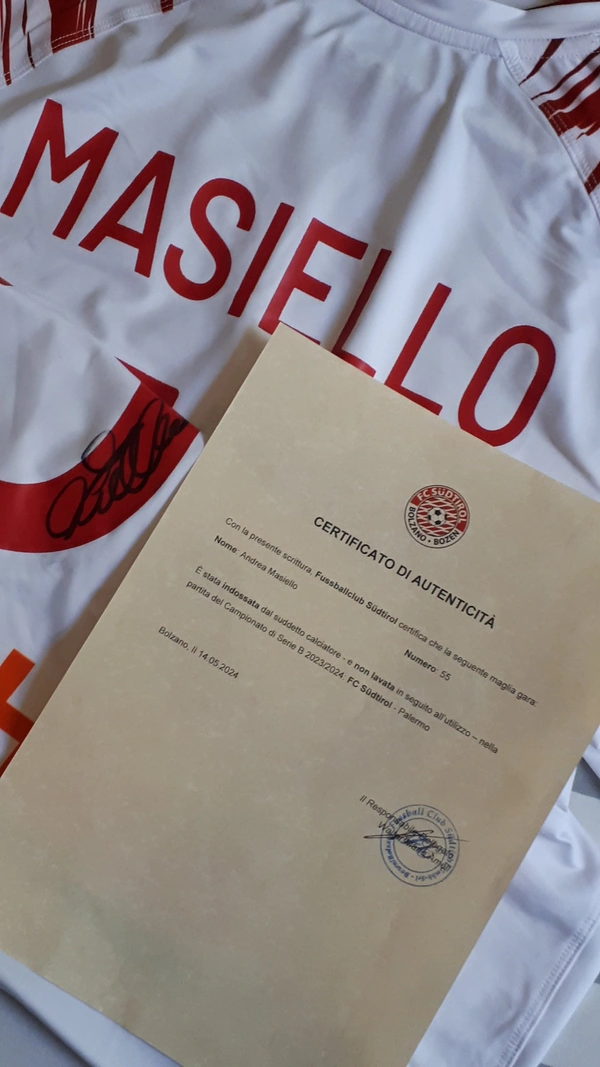 MASIELLO
FC SÜDTIROL
BOLZANO • BOZEN
CERTIFICATO DI AUTENTICITÀ
Con la presente scrittura, Fussballclub Südtirol certifica che la seguente maglia gara:
Nome: Andrea Masiello Numero: 55
È stata indossata dal suddetto calciatore - e non lavata in seguito all'utilizzo – nella
partita del Campionato di Serie B 2023/2024: FC Südtirol - Palermo
Bolzano, lì 14.05.2024
Il Responsabile